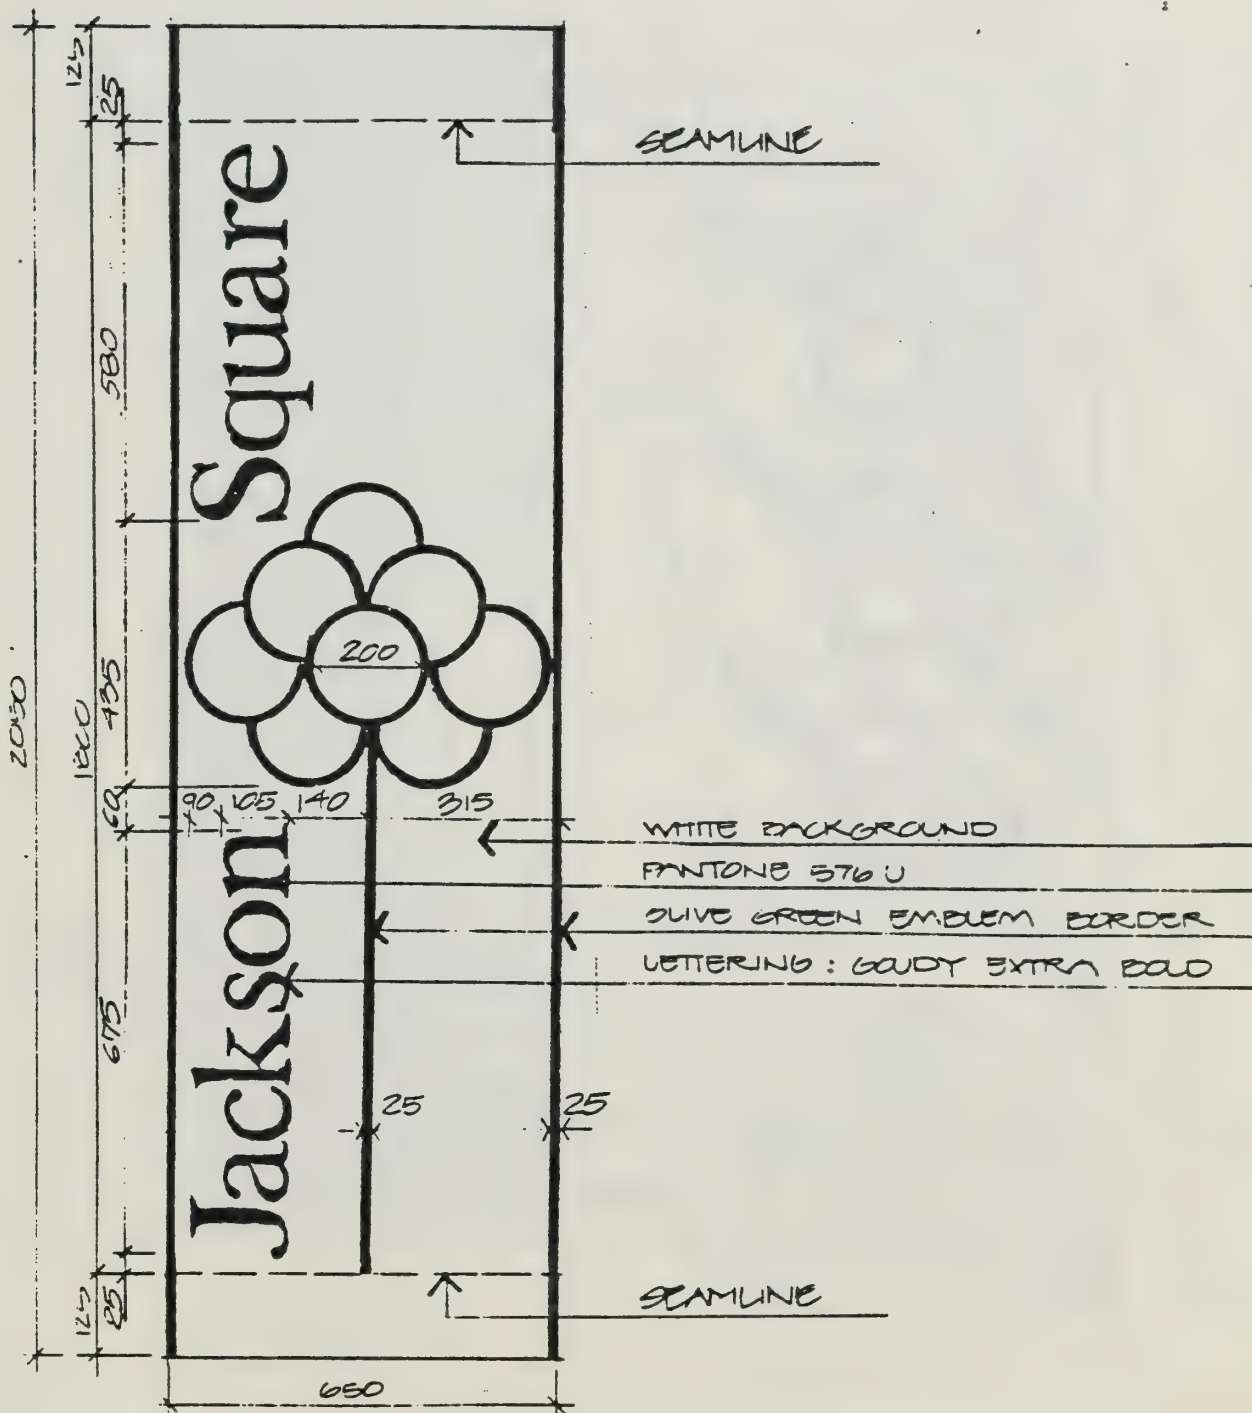 125
25
SEAMLINE
Square
580
200
435
2050
1800
60
90 105 140 315
WHITE BACKGROUND
PANTONE 576 U
OLIVE GREEN EMBLEM BORDER
LETTERING : GOUDY EXTRA BOLD
Jackson
675
25 25
SEAMLINE
125
25
650